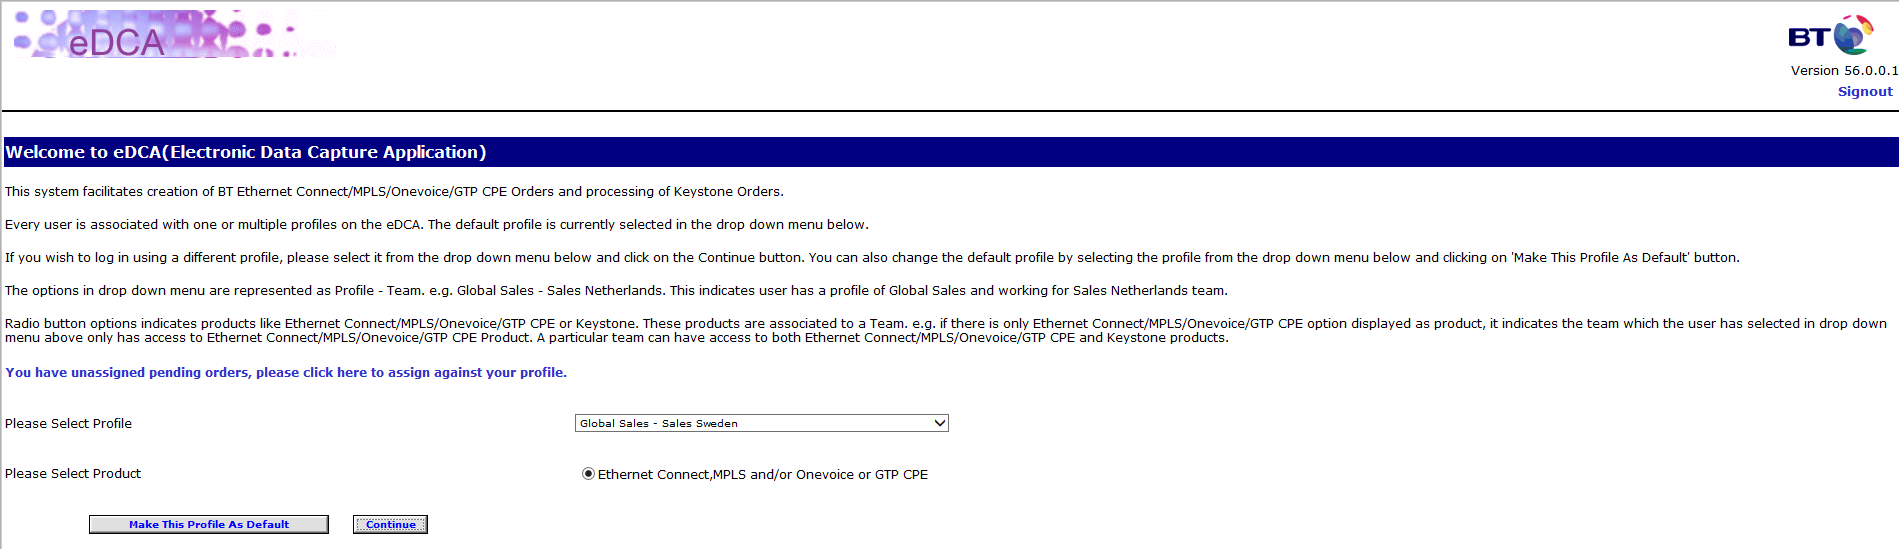 eDCA
BT
Version 56.0.0.1
Signout
Welcome to eDCA(Electronic Data Capture Application)
This system facilitates creation of BT Ethernet Connect/MPLS/Onevoice/GTP CPE Orders and processing of Keystone Orders.
Every user is associated with one or multiple profiles on the eDCA. The default profile is currently selected in the drop down menu below.
If you wish to log in using a different profile, please select it from the drop down menu below and click on the Continue button. You can also change the default profile by selecting the profile from the drop down menu below and clicking on 'Make This Profile As Default' button.
The options in drop down menu are represented as Profile - Team. e.g. Global Sales - Sales Netherlands. This indicates user has a profile of Global Sales and working for Sales Netherlands team.
Radio button options indicates products like Ethernet Connect/MPLS/Onevoice/GTP CPE or Keystone. These products are associated to a Team. e.g. if there is only Ethernet Connect/MPLS/Onevoice/GTP CPE option displayed as product, it indicates the team which the user has selected in drop down
menu above only has access to Ethernet Connect/MPLS/Onevoice/GTP CPE Product. A particular team can have access to both Ethernet Connect/MPLS/Onevoice/GTP CPE and Keystone products.
You have unassigned pending orders, please click here to assign against your profile.
Please Select Profile
Global Sales - Sales Sweden
Please Select Product
Ethernet Connect,MPLS and/or Onevoice or GTP CPE
Make This Profile As Default
Continue